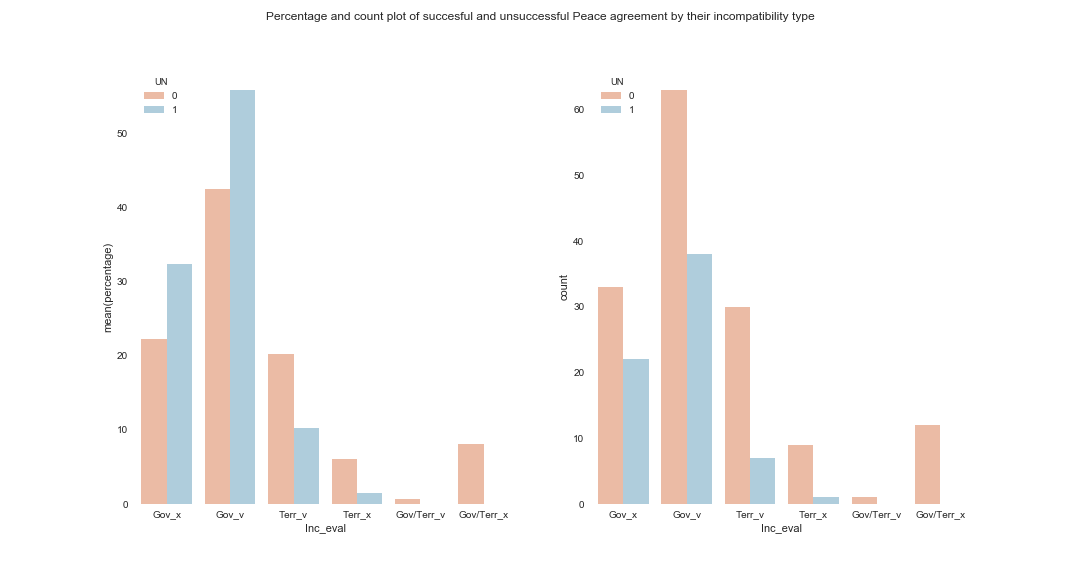 Percentage and count plot of succesful and unsuccessful Peace agreement by their incompatibility type
UN
0
1
50
40
30
20
10
0
mean(percentage)
Gov_x Gov_v Terr_v Terr_x Gov/Terr_v Gov/Terr_x
Inc_eval
UN
0
1
60
50
40
30
20
10
0
count
Gov_x Gov_v Terr_v Terr_x Gov/Terr_v Gov/Terr_x
Inc_eval